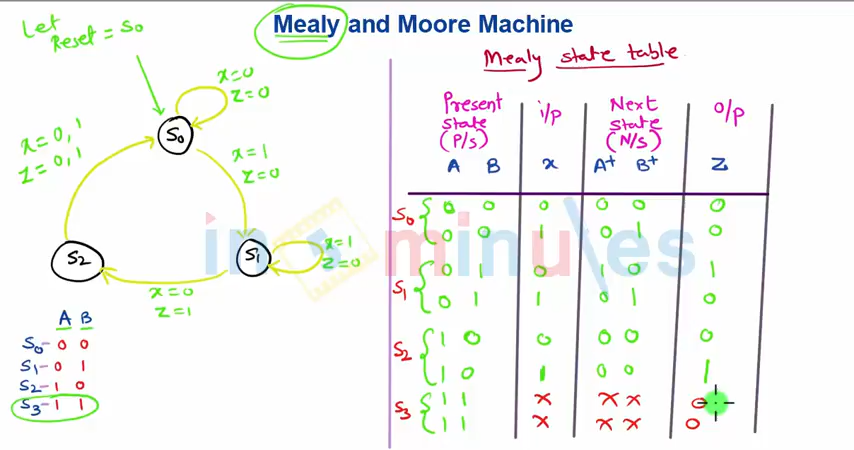 Mealy and Moore Machine
Let
Reset = S0
x=0
z=0
S0
x=0,1
z=0,1
x=1
z=0
S2
S1
x=1
z=0
x=0
z=1
A B
S0- 0 0
S1- 0 1
S2- 1 0
S3- 1 1
Mealy state table
Present state (P/s) i/p Next state (N/s) o/p
A B x A+ B+ Z
S0 0 0 0 0 0 0
0 0 1 0 1 0
S1 0 1 0 1 0 1
0 1 1 0 1 0
S2 1 0 0 0 0 0
1 0 1 0 0 1
S3 1 1 x x x 0
1 1 x x x 0
in 5 minutes